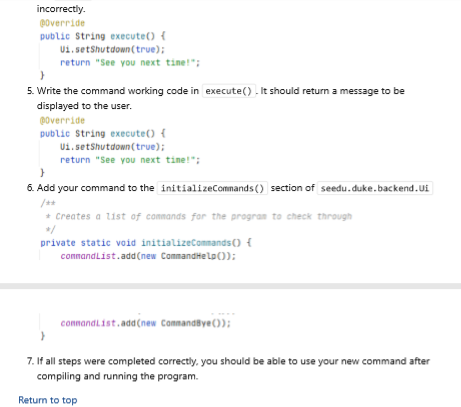 incorrectly.
@Override
public String execute() {
Ui.setShutdown(true);
return "See you next time!";
}
5. Write the command working code in execute() . It should return a message to be
displayed to the user.
@Override
public String execute() {
Ui.setShutdown(true);
return "See you next time!";
}
6. Add your command to the initializeCommands() section of seedu.duke.backend.Ui
/**
* Creates a list of commands for the program to check through
*/
private static void initializeCommands() {
commandList.add(new CommandHelp());
commandList.add(new CommandBye());
}
7. If all steps were completed correctly, you should be able to use your new command after
compiling and running the program.
Return to top